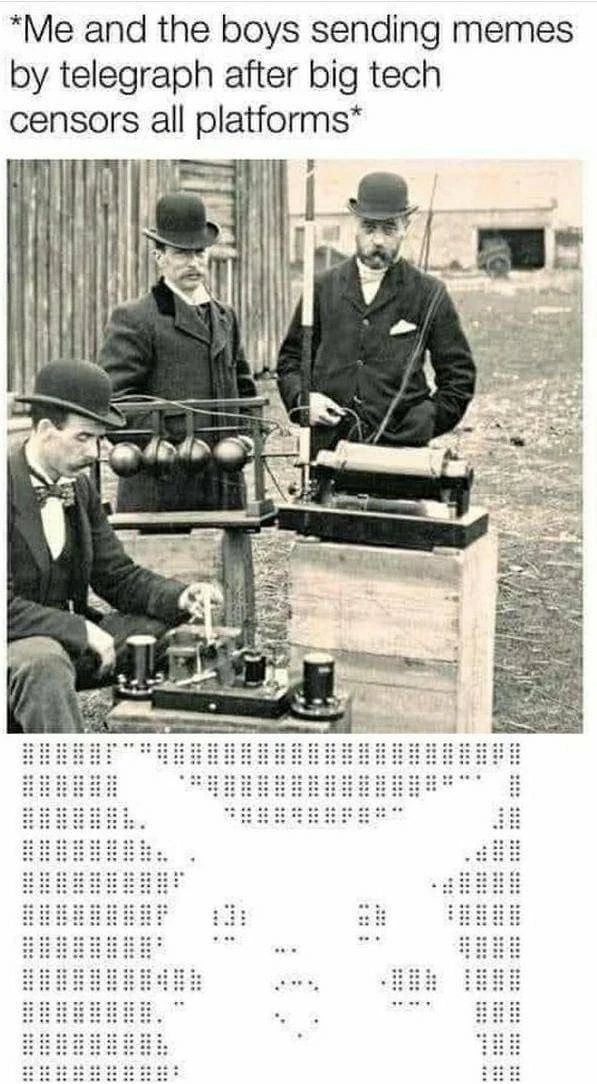 *Me and the boys sending memes
by telegraph after big tech
censors all platforms*